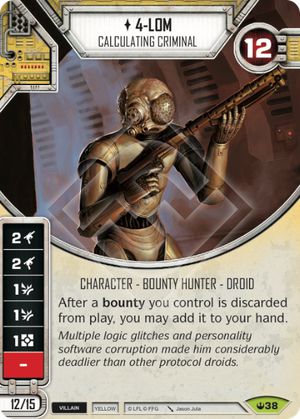 4-LOM
CALCULATING CRIMINAL
12
2
2
1
1
1
-
CHARACTER - BOUNTY HUNTER - DROID
After a bounty you control is discarded
from play, you may add it to your hand.
Multiple logic glitches and personality
software corruption made him considerably
deadlier than other protocol droids.
12/15
VILLAIN
YELLOW
© LFL © FFG
Jason Juta
38